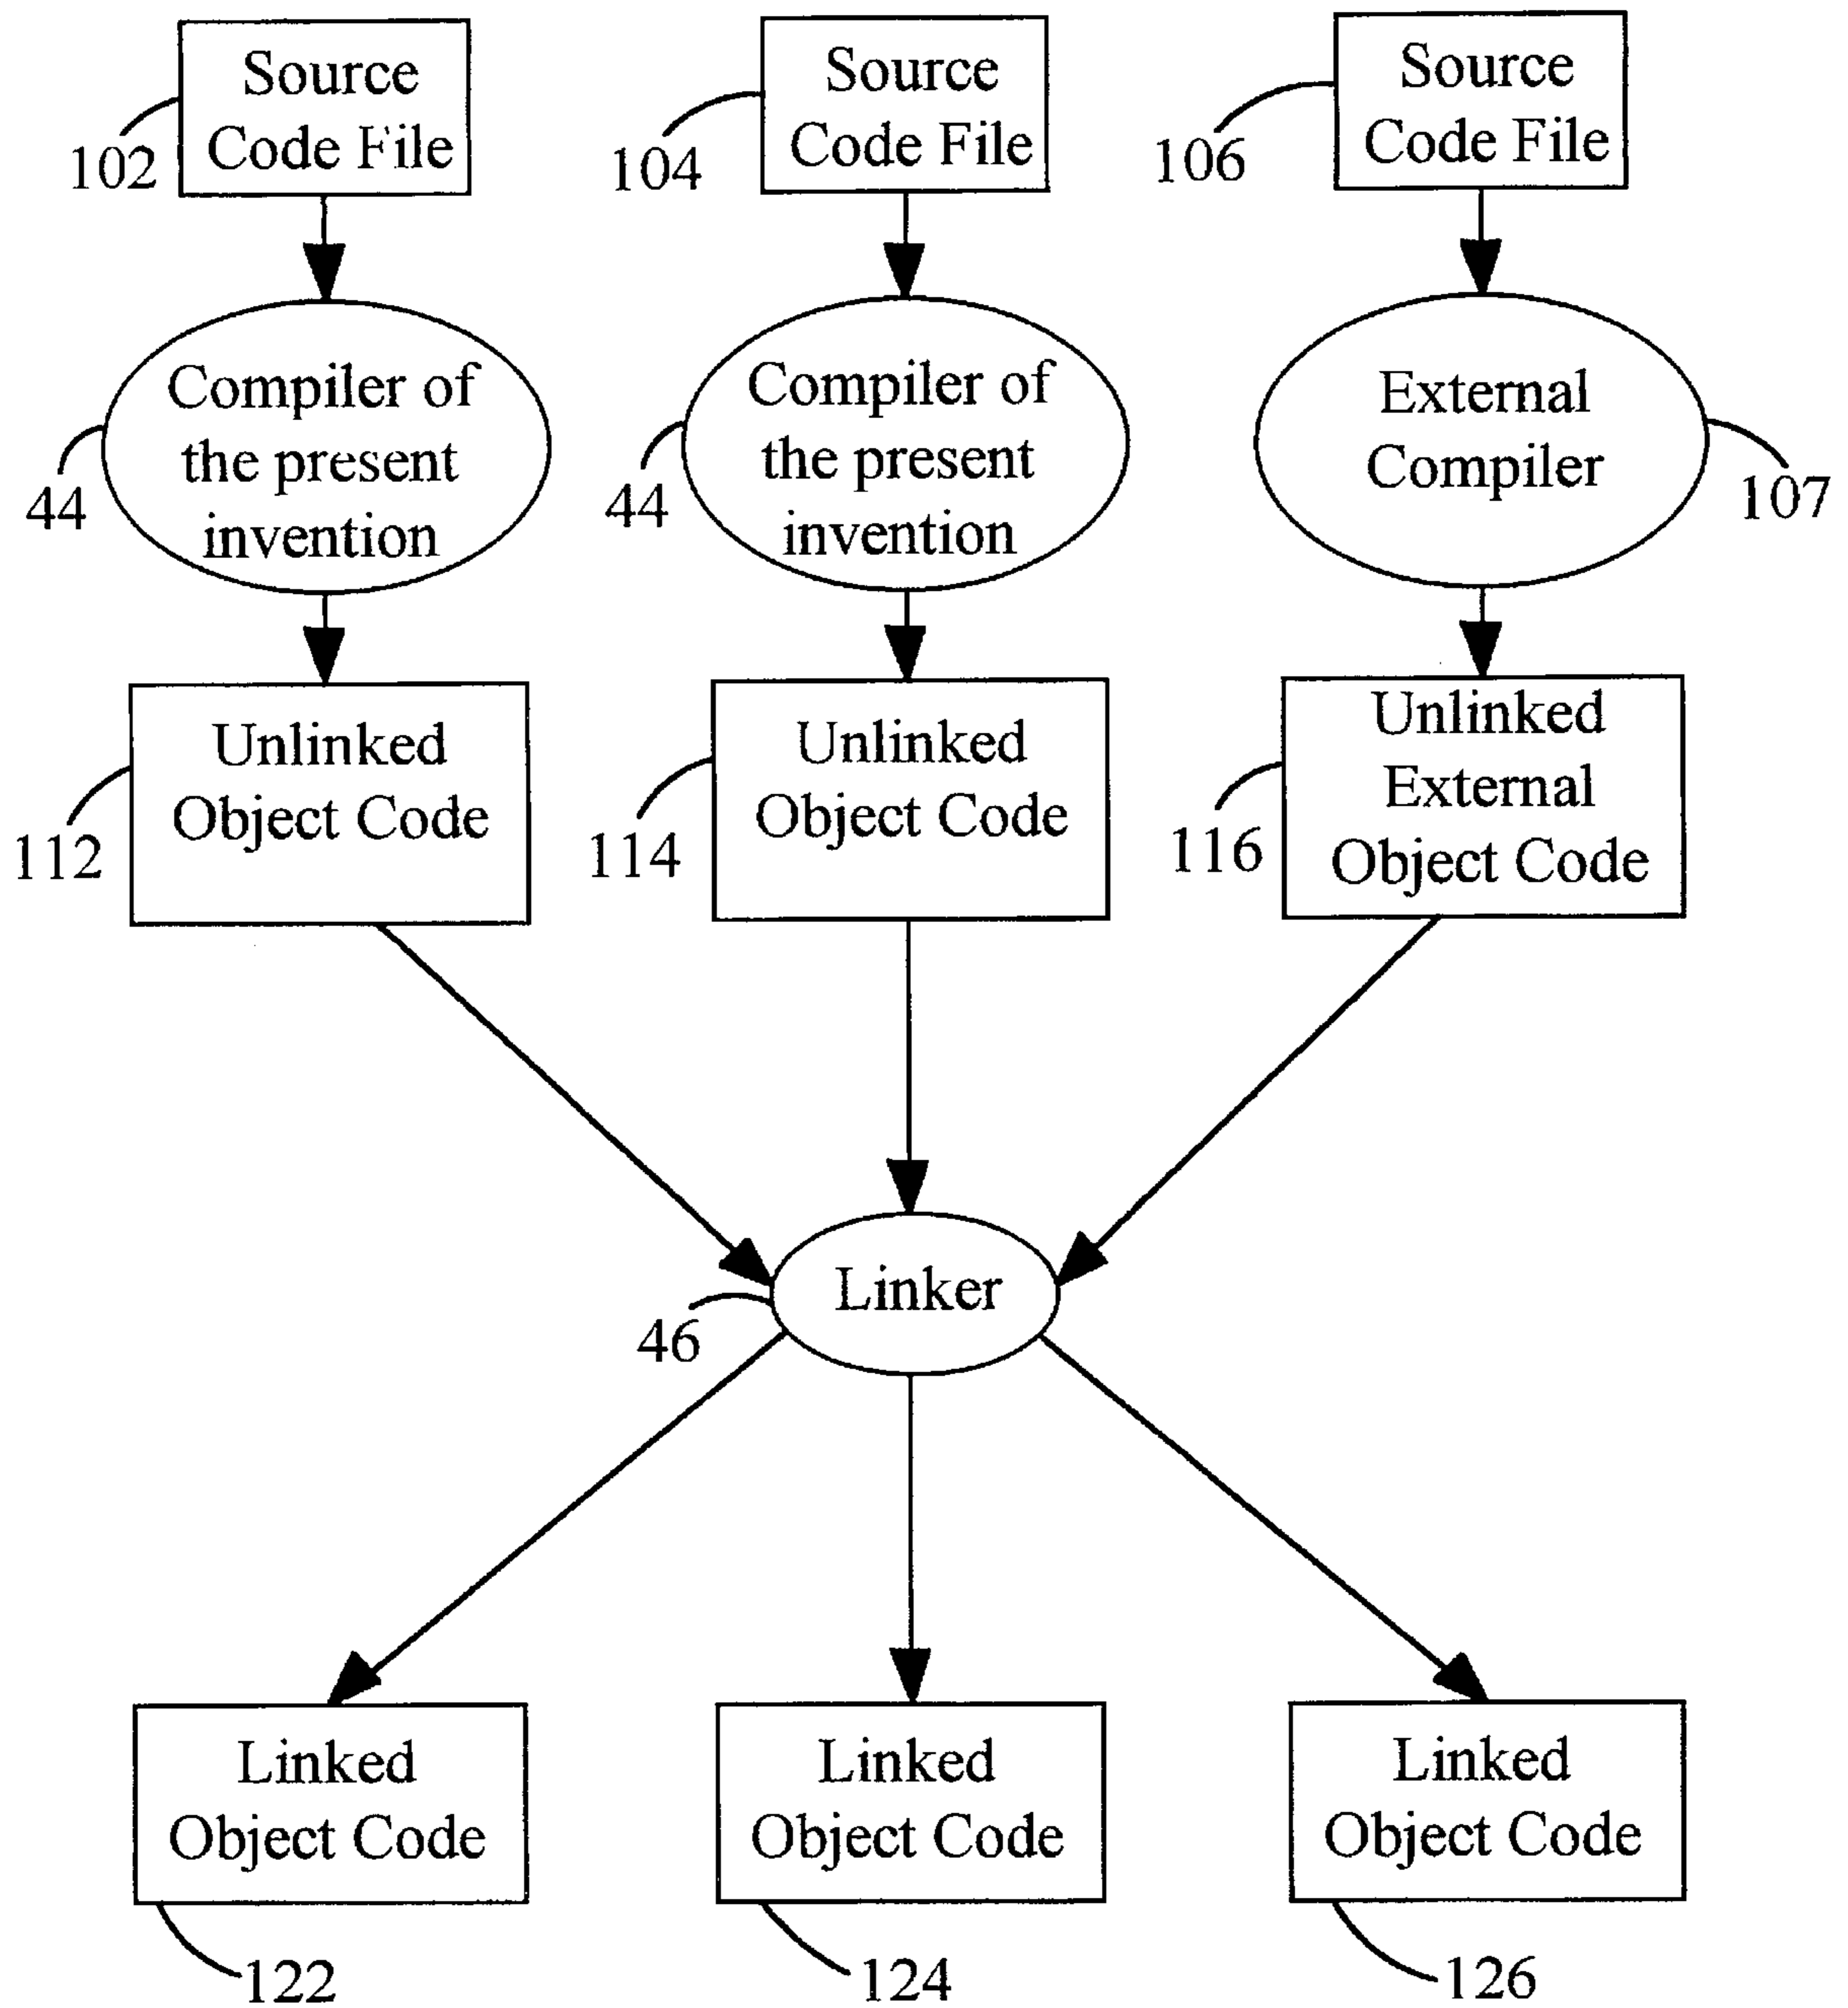 Source
Code File
102
Source
Code File
104
Source
Code File
106
Compiler of
the present
invention
44
Compiler of
the present
invention
44
External
Compiler
107
Unlinked
Object Code
112
Unlinked
Object Code
114
Unlinked
External
Object Code
116
Linker
46
Linked
Object Code
122
Linked
Object Code
124
Linked
Object Code
126